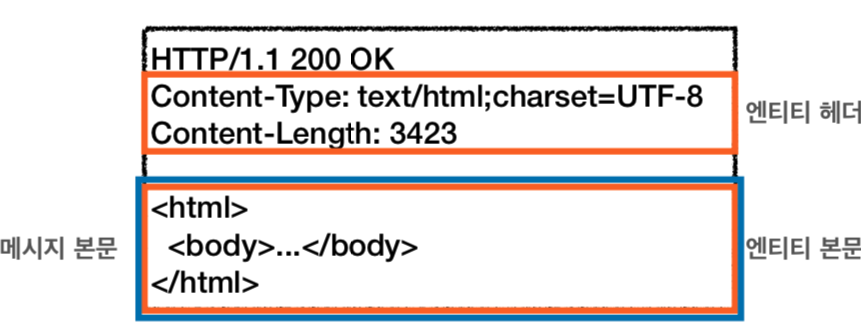 HTTP/1.1 200 OK
Content-Type: text/html;charset=UTF-8
Content-Length: 3423
엔티티 헤더
<html>
<body>...</body>
</html>
메시지 본문
엔티티 본문